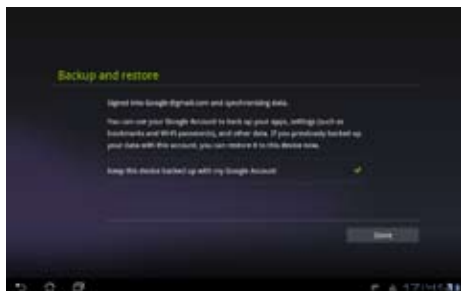 Backup and restore
Signed into Google @gmail.com and synchronizing data.
You can use your Google Account to back up your apps, settings (such as
bookmarks and Wi-Fi passwords), and other data. If you previously backed up
your data with this account, you can restore it to this device now.
Keep this device backed up with my Google Account
Done